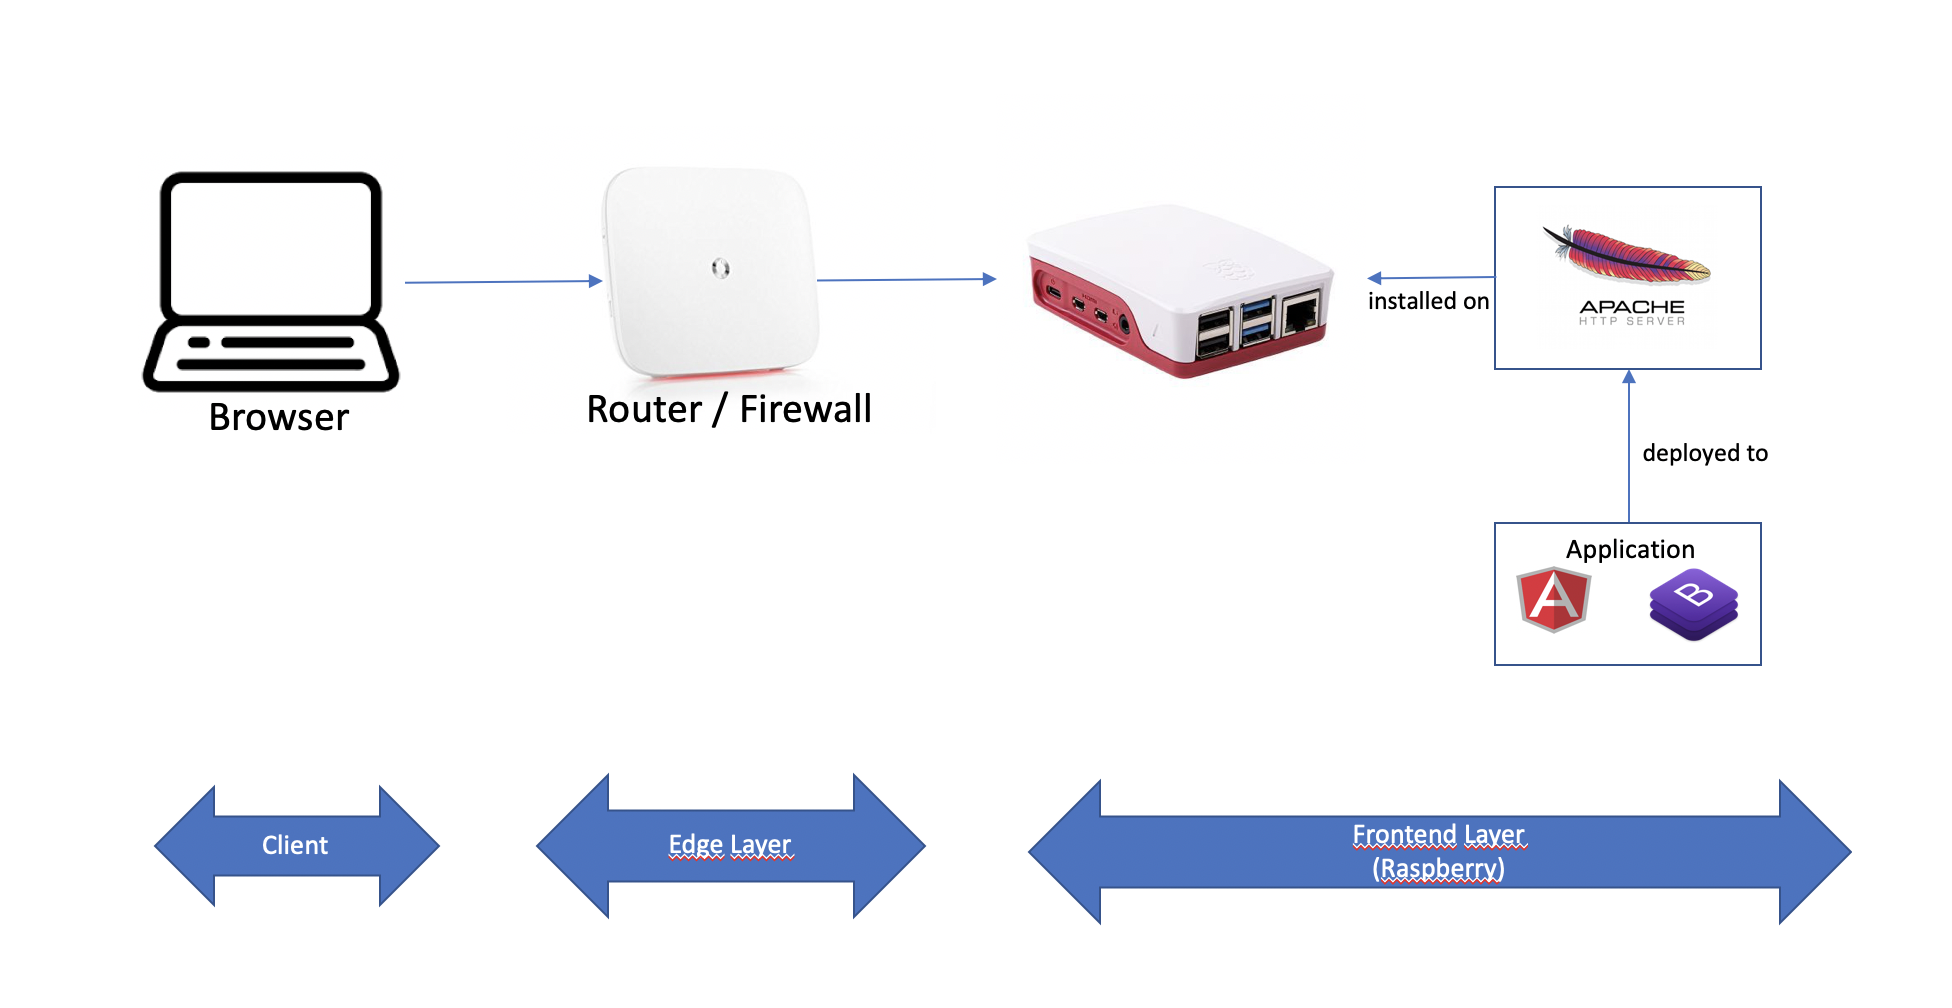 Browser
Router / Firewall
installed on
APACHE
HTTP SERVER
deployed to
Application
A
B
Client
Edge Layer
Frontend Layer
(Raspberry)